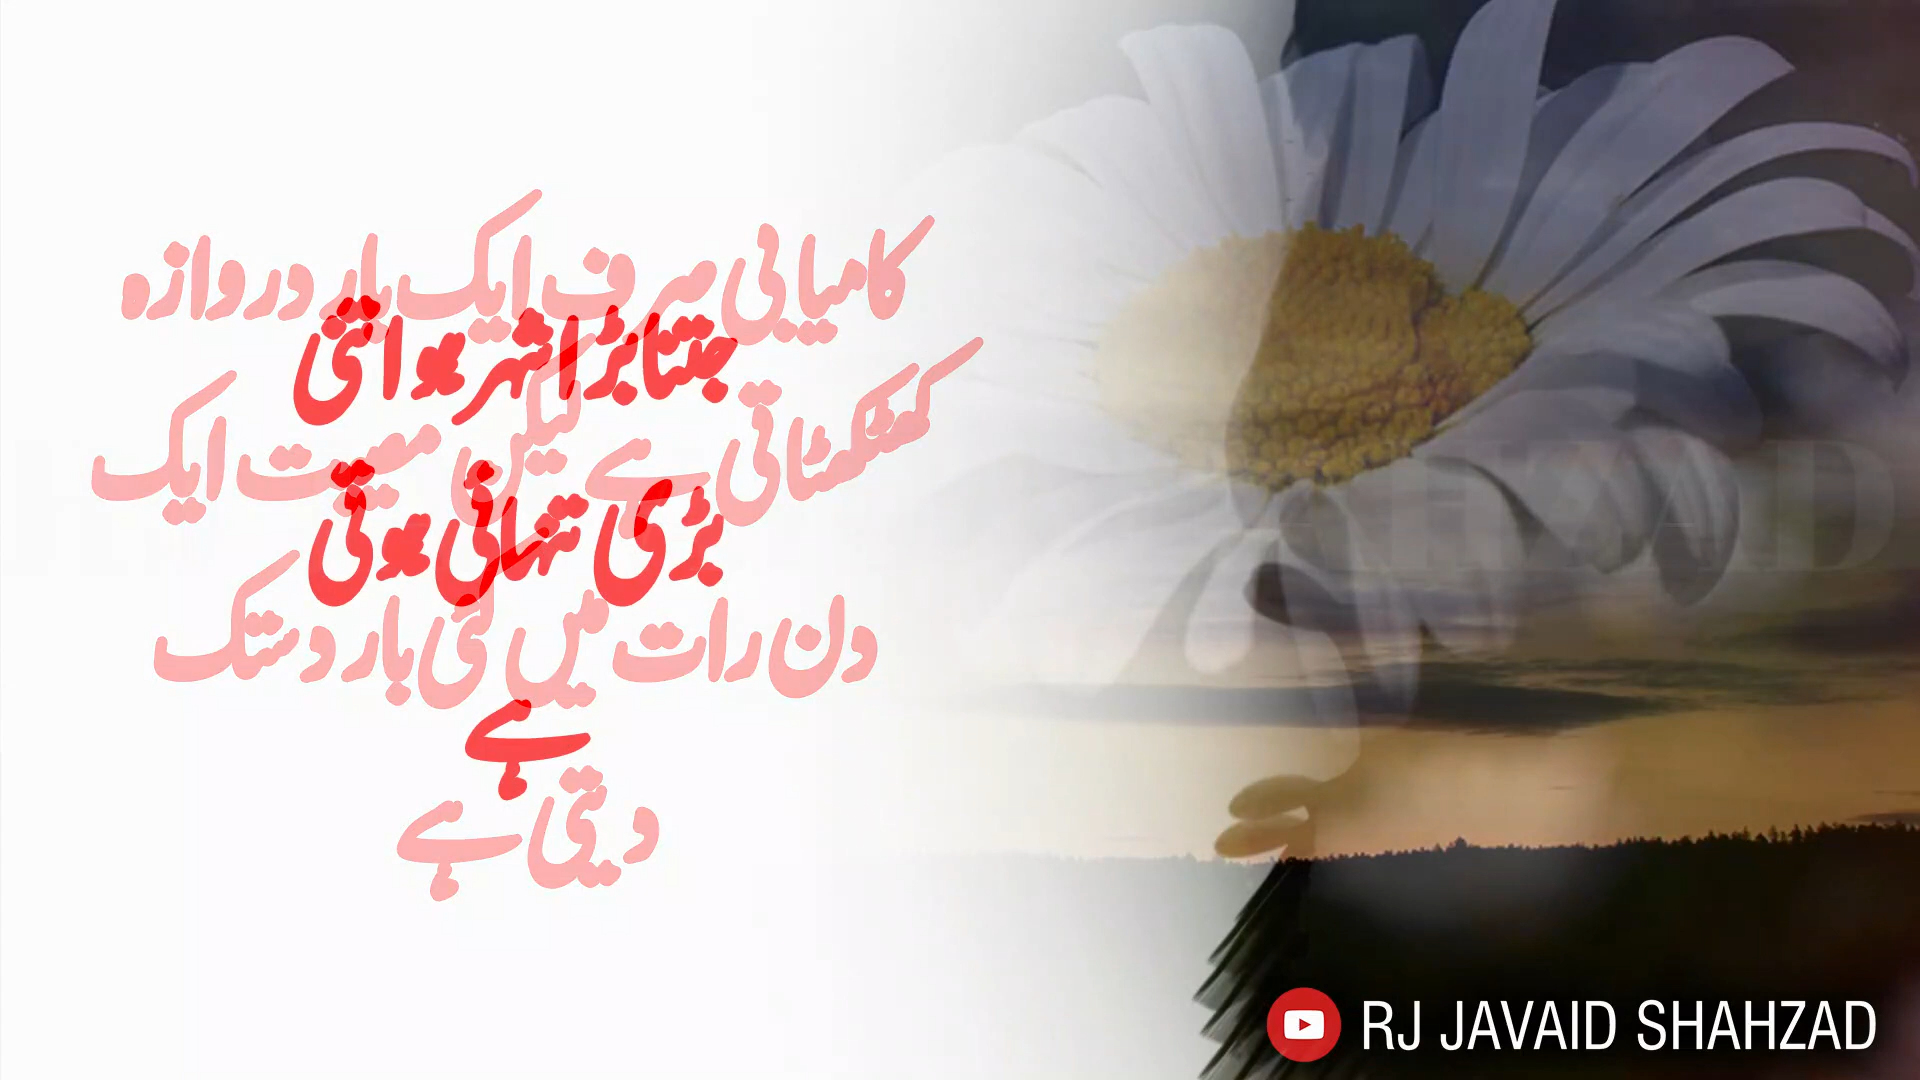 کامیابی صرف ایک بار دروازہ
کھٹکھٹاتی ہے لیکن مصیبت ایک
دن رات میں کئی بار دستک
دیتی ہے
جتنا بڑا شہر ہو اتنی
بڑی تنہائی ہوتی
ہے
RJ JAVAID SHAHZAD